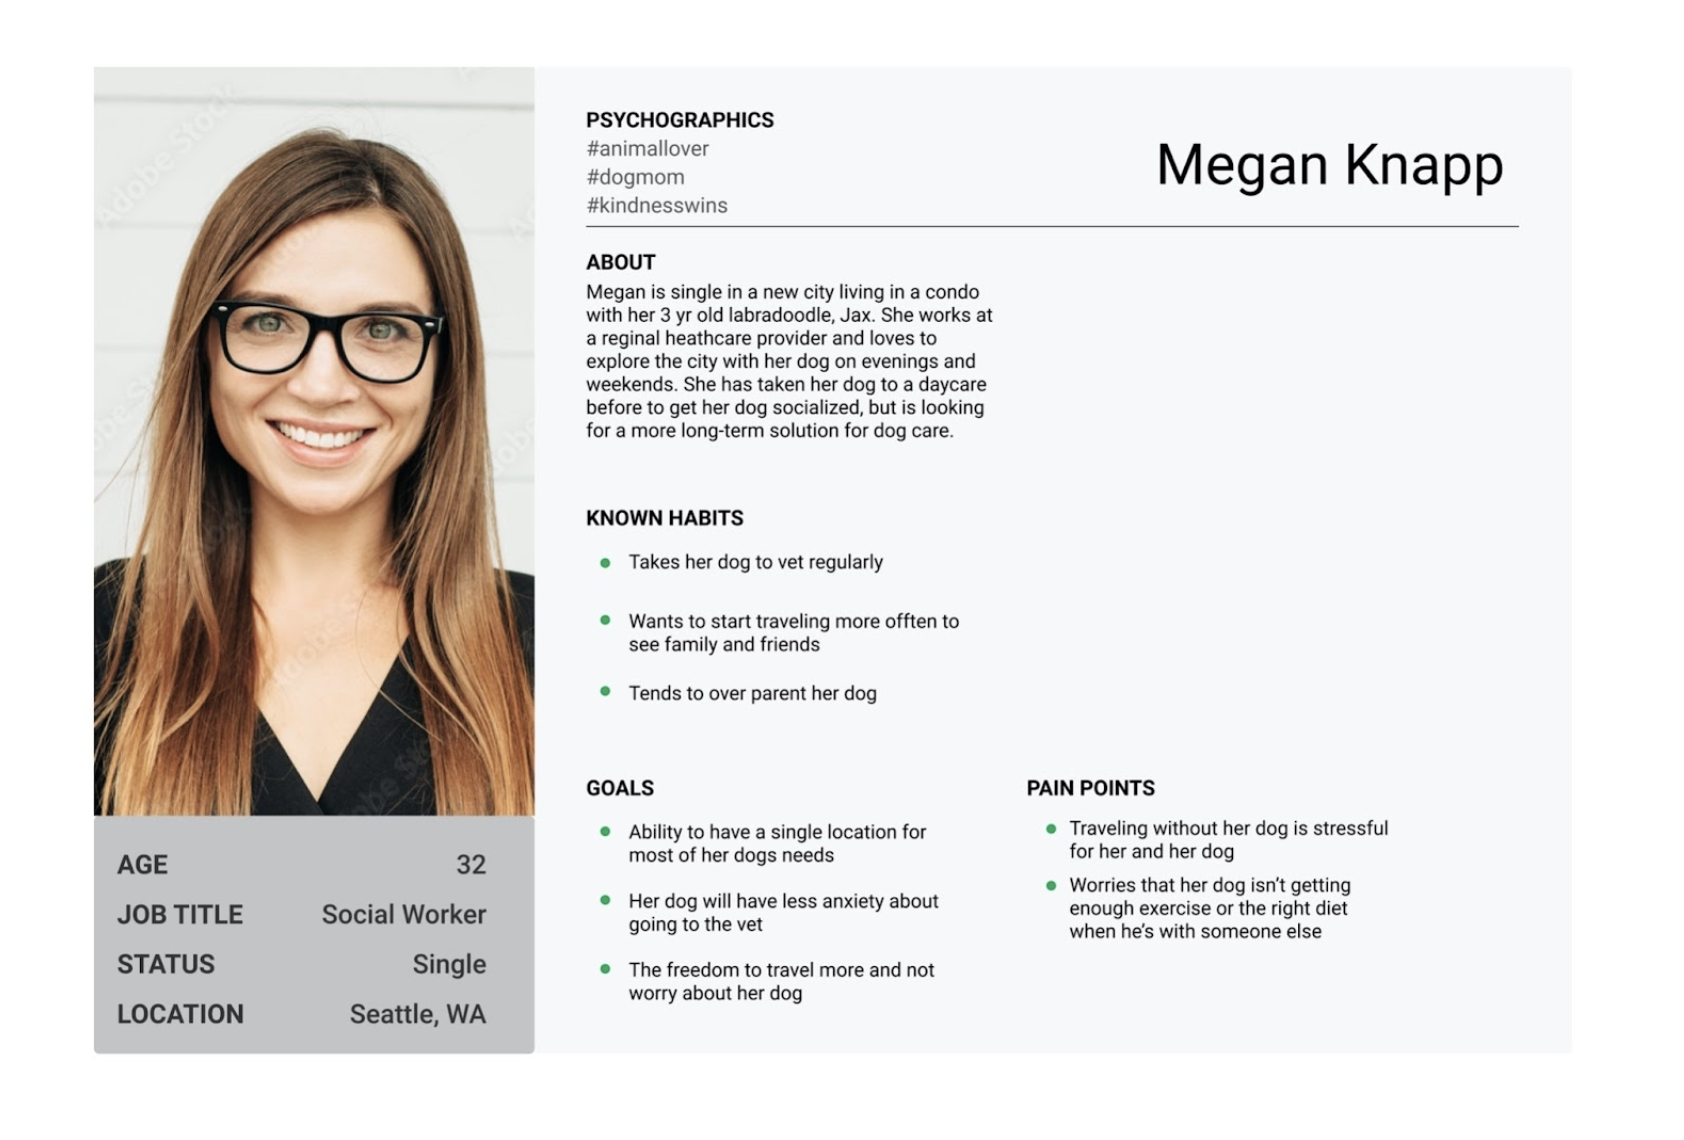 PSYCHOGRAPHICS
#animallover
#dogmom
#kindnesswins
Megan Knapp
ABOUT
Megan is single in a new city living in a condo
with her 3 yr old labradoodle, Jax. She works at
a reginal heathcare provider and loves to
explore the city with her dog on evenings and
weekends. She has taken her dog to a daycare
before to get her dog socialized, but is looking
for a more long-term solution for dog care.
KNOWN HABITS
Takes her dog to vet regularly
Wants to start traveling more offten to
see family and friends
Tends to over parent her dog
GOALS
Ability to have a single location for
most of her dogs needs
Her dog will have less anxiety about
going to the vet
The freedom to travel more and not
worry about her dog
PAIN POINTS
Traveling without her dog is stressful
for her and her dog
Worries that her dog isn’t getting
enough exercise or the right diet
when he’s with someone else
AGE 32
JOB TITLE Social Worker
STATUS Single
LOCATION Seattle, WA
Adobe Stock